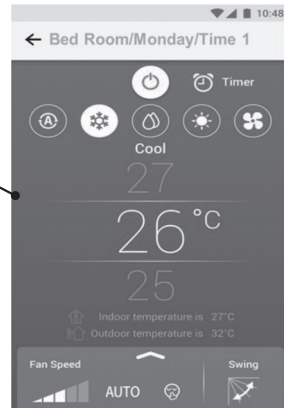 10:48
Bed Room/Monday/Time 1
Timer
A
Cool
27
26°C
25
Indoor temperature is 27°C
Outdoor temperature is 32°C
Fan Speed
Swing
AUTO